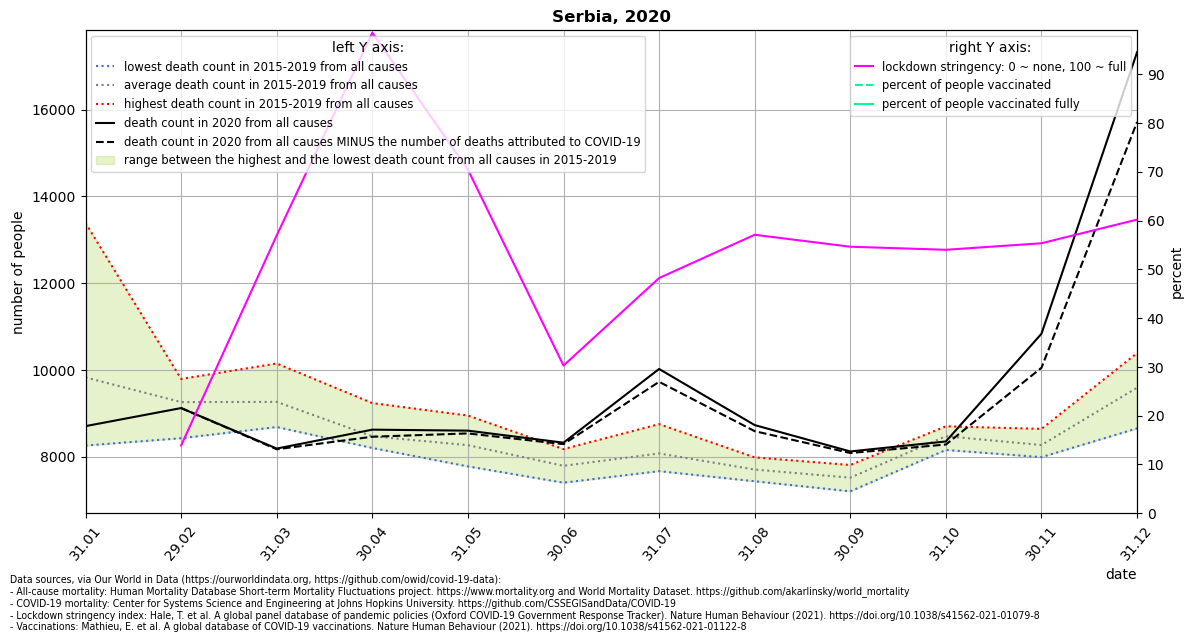 Serbia, 2020
left Y axis:
lowest death count in 2015-2019 from all causes
average death count in 2015-2019 from all causes
highest death count in 2015-2019 from all causes
death count in 2020 from all causes
death count in 2020 from all causes MINUS the number of deaths attributed to COVID-19
range between the highest and the lowest death count from all causes in 2015-2019
right Y axis:
lockdown stringency: 0 ~ none, 100 ~ full
percent of people vaccinated
percent of people vaccinated fully
number of people
16000
14000
12000
10000
8000
90
80
70
60
50
40
30
20
10
0
percent
31.01
29.02
31.03
30.04
31.05
30.06
31.07
31.08
30.09
31.10
30.11
31.12
date
Data sources, via Our World in Data (https://ourworldindata.org, https://github.com/owid/covid-19-data):
- All-cause mortality: Human Mortality Database Short-term Mortality Fluctuations project. https://www.mortality.org and World Mortality Dataset. https://github.com/akarlinsky/world_mortality
- COVID-19 mortality: Center for Systems Science and Engineering at Johns Hopkins University. https://github.com/CSSEGISandData/COVID-19
- Lockdown stringency index: Hale, T. et al. A global panel database of pandemic policies (Oxford COVID-19 Government Response Tracker). Nature Human Behaviour (2021). https://doi.org/10.1038/s41562-021-01079-8
- Vaccinations: Mathieu, E. et al. A global database of COVID-19 vaccinations. Nature Human Behaviour (2021). https://doi.org/10.1038/s41562-021-01122-8